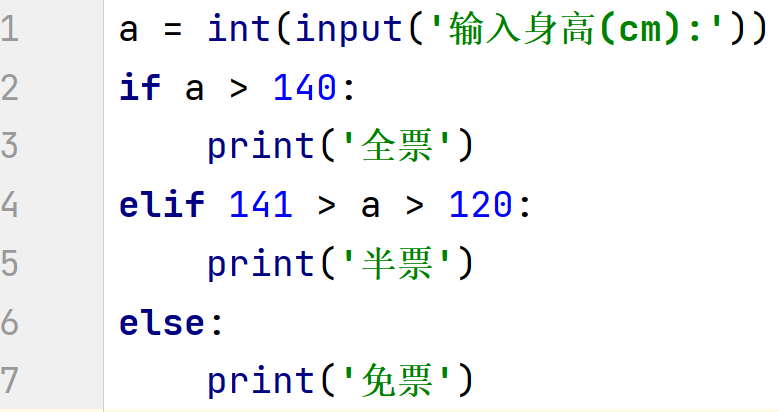 1 a = int(input('输入身高(cm):'))
2 if a > 140:
3     print('全票')
4 elif 141 > a > 120:
5     print('半票')
6 else:
7     print('免票')